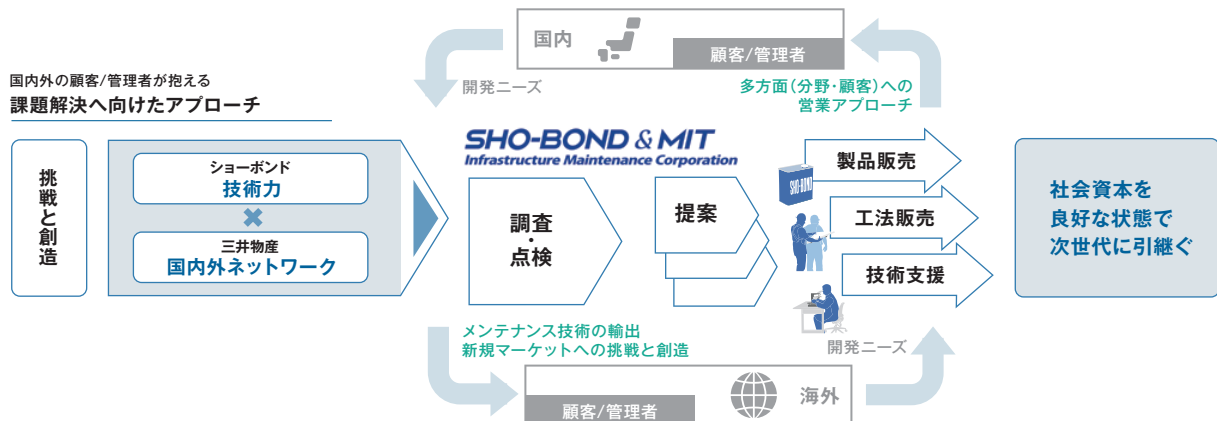 国内
顧客/管理者
国内外の顧客/管理者が抱える
課題解決へ向けたアプローチ
開発ニーズ
多方面(分野・顧客)への
営業アプローチ
挑戦と創造
ショーボンド
技術力
×
三井物産
国内外ネットワーク
SHO-BOND & MIT
Infrastructure Maintenance Corporation
調査
・
点検
提案
SHO-BOND
製品販売
工法販売
技術支援
社会資本を
良好な状態で
次世代に引継ぐ
メンテナンス技術の輸出
新規マーケットへの挑戦と創造
開発ニーズ
海外
顧客/管理者